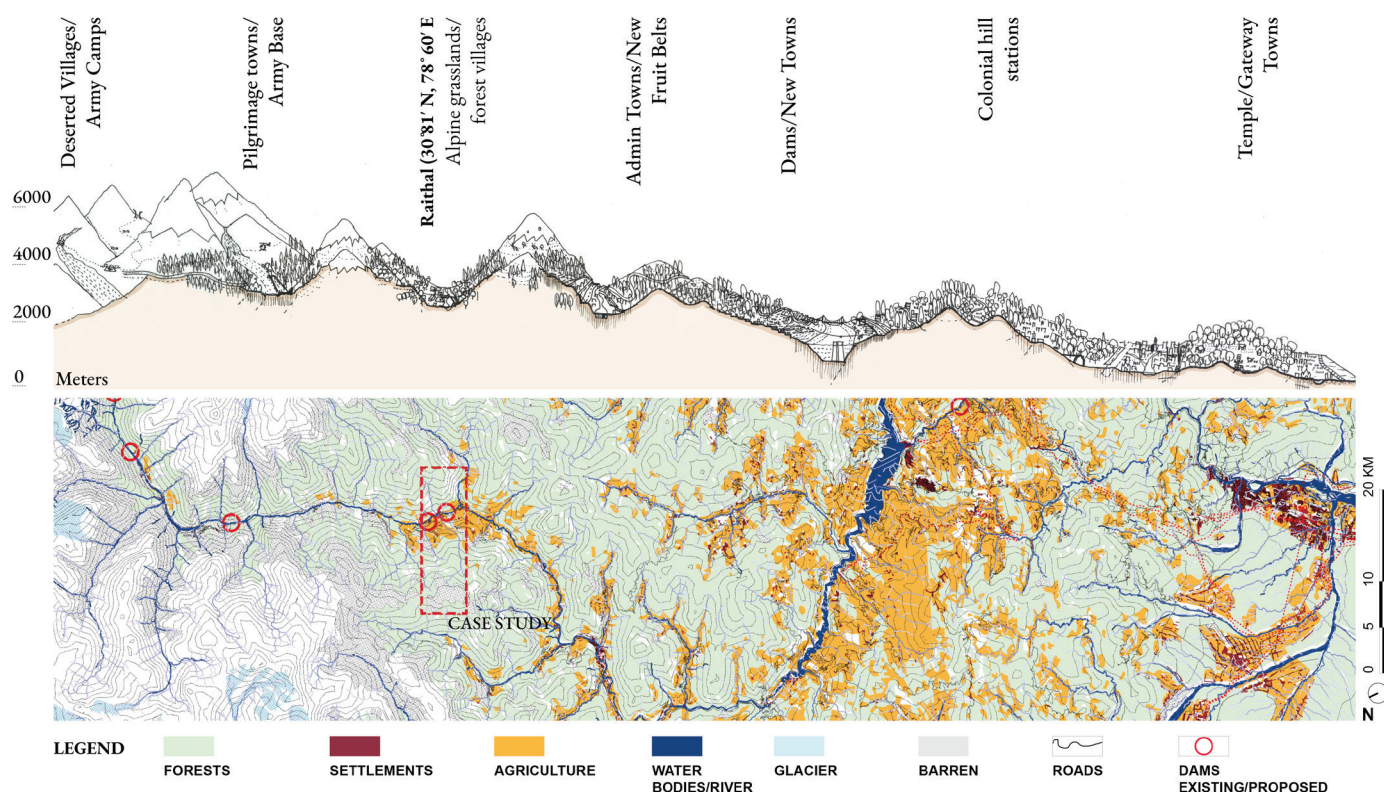 Deserted Villages/
Army Camps
Pilgrimage towns/
Army Base
Raithal (30°81' N, 78° 60' E
Alpine grasslands/
forest villages
Admin Towns/New
Fruit Belts
Dams/New Towns
Colonial hill
stations
Temple/Gateway
Towns
6000
4000
2000
0
Meters
CASE STUDY
20 KM
10
5
0
N
LEGEND
FORESTS
SETTLEMENTS
AGRICULTURE
WATER
BODIES/RIVER
GLACIER
BARREN
ROADS
DAMS
EXISTING/PROPOSED